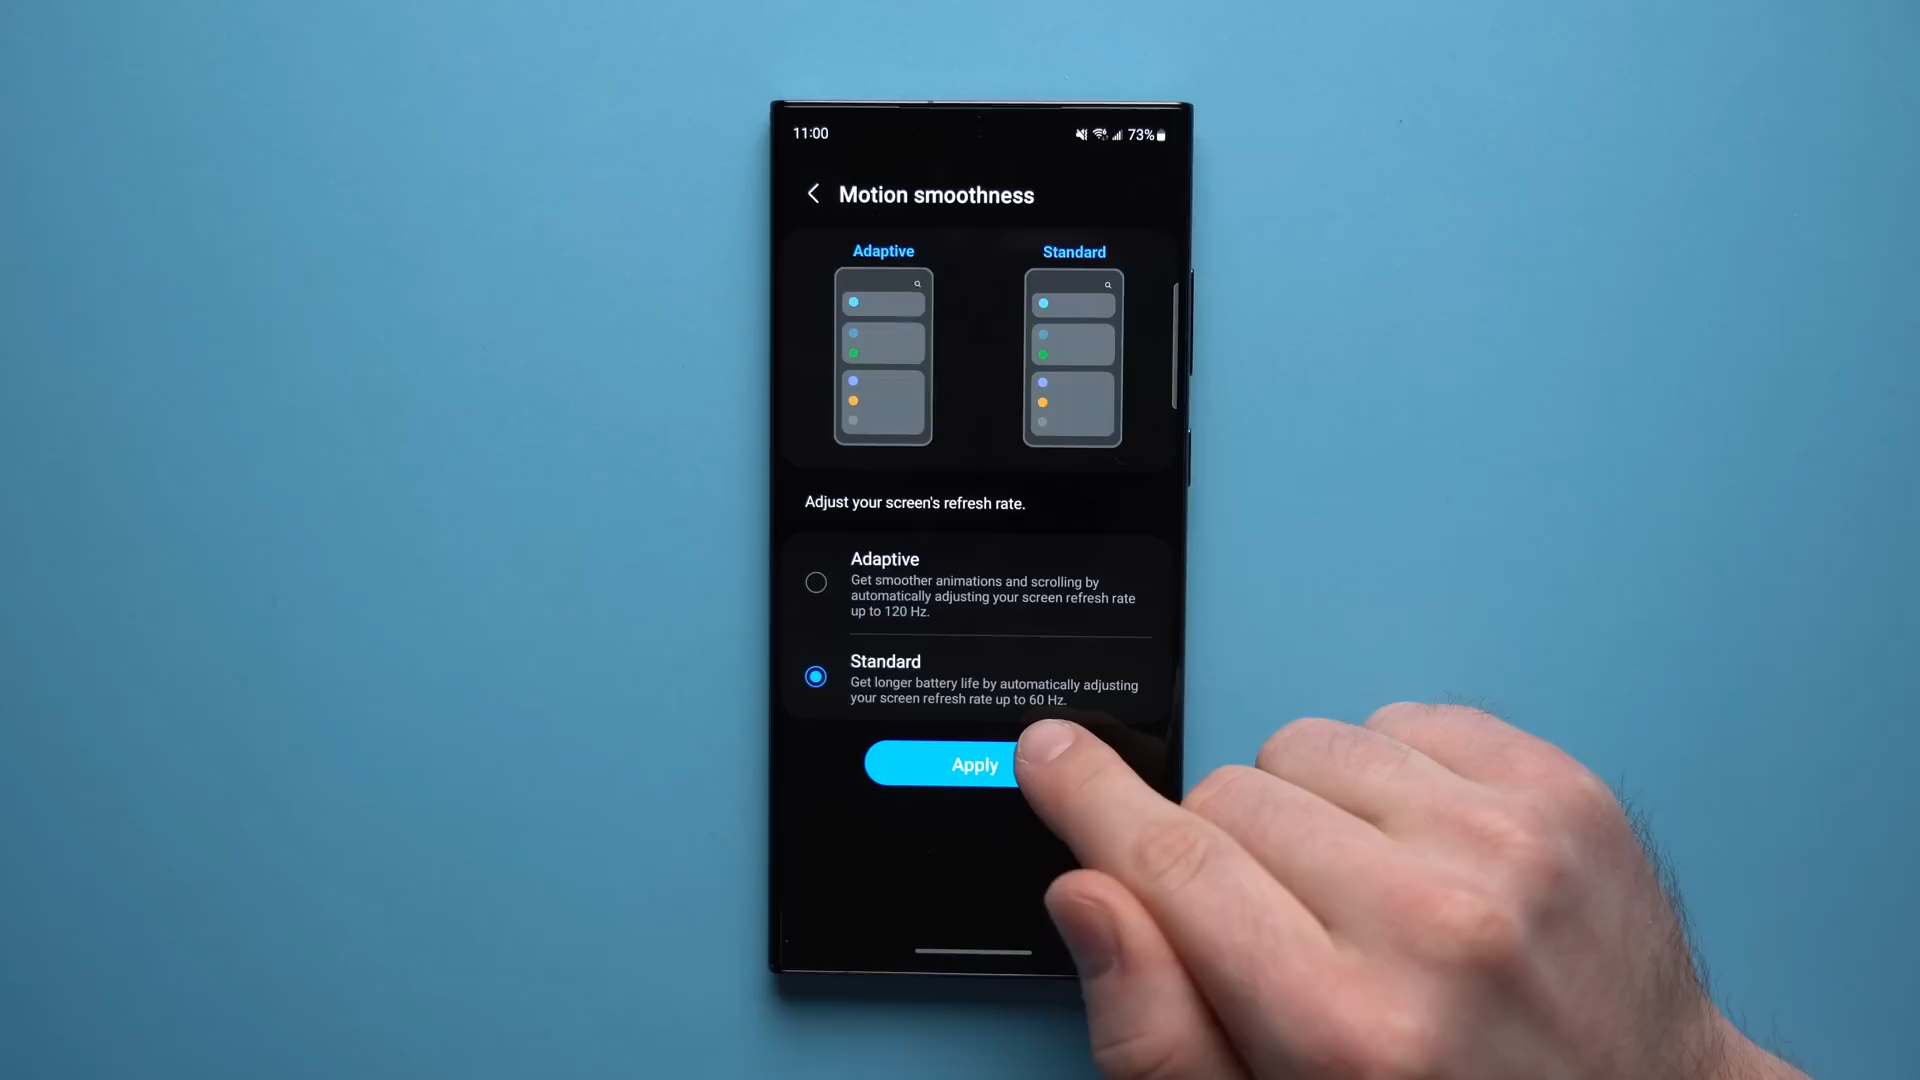 11:00
73%
Motion smoothness
Adaptive
Standard
Adjust your screen's refresh rate.
Adaptive
Get smoother animations and scrolling by
automatically adjusting your screen refresh rate
up to 120 Hz.
Standard
Get longer battery life by automatically adjusting
your screen refresh rate up to 60 Hz.
Apply